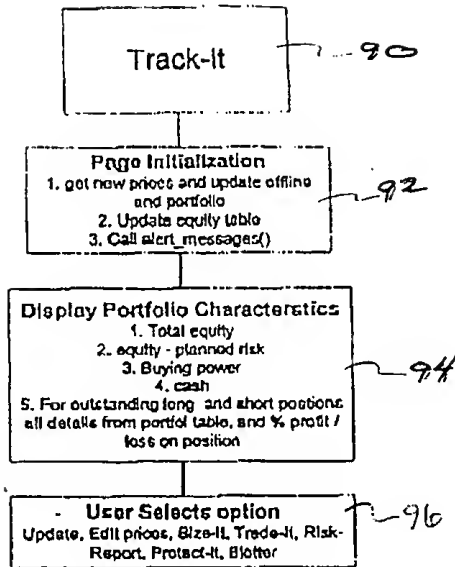 Track-It
90
Page Initialization
1. get new prices and update offline
and portfolio
2. Update equity table
3. Call alert_messages()
92
Display Portfolio Characterstics
1. Total equity
2. equity - planned risk
3. Buying power
4. cash
5. For outstanding long and short postions
all details from portfol table, and % profit /
loss on position
94
- User Selects option
Update, Edit prices, Size-It, Trade-It, Risk-
Report, Protect-It, Blotter
96